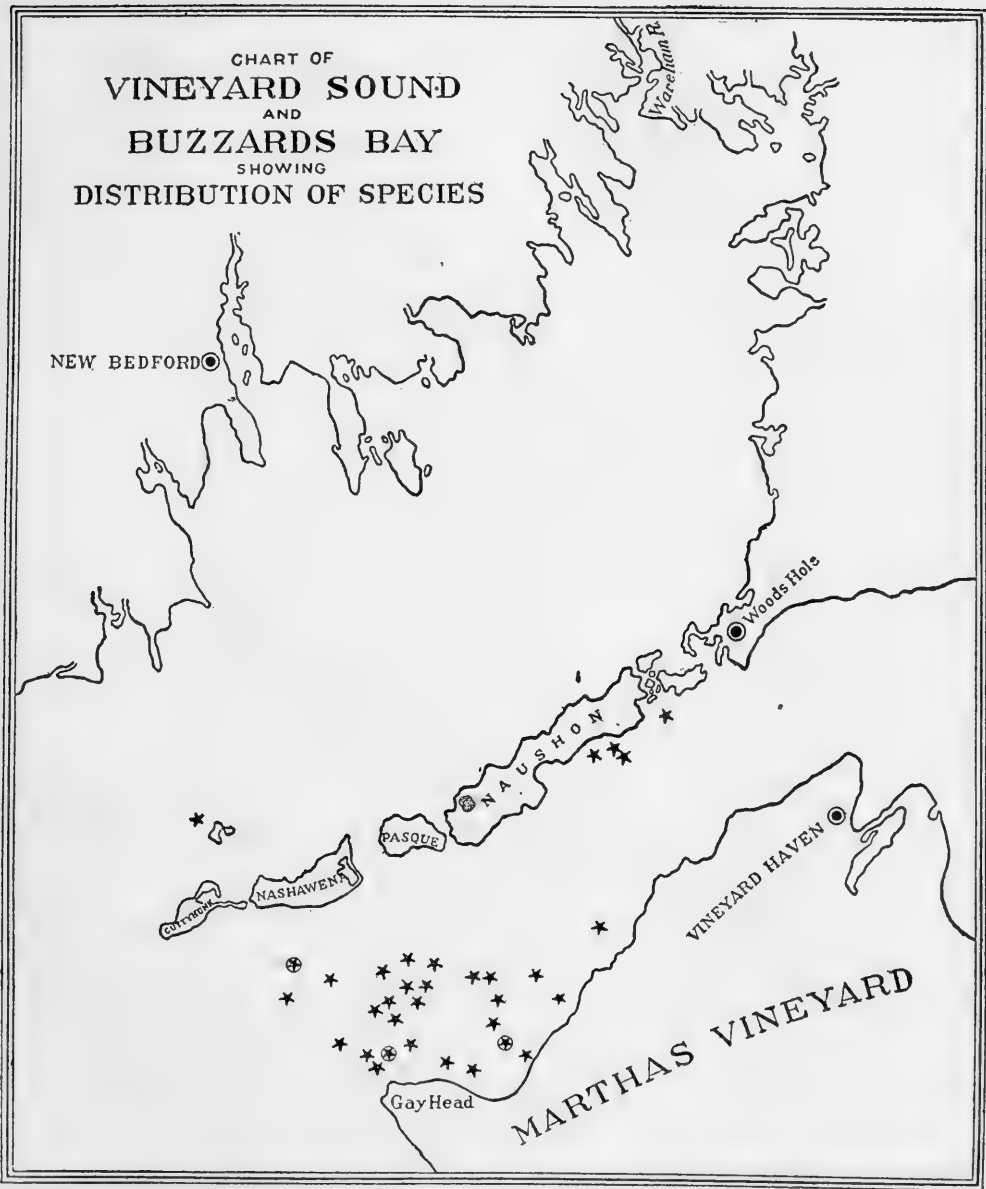 CHART OF
VINEYARD SOUND
AND
BUZZARDS BAY
SHOWING
DISTRIBUTION OF SPECIES
Wareham R.
NEW BEDFORD
Woods Hole
NAUSHON
PASQUE
NASHAWENA
CUTTYHUNK
VINEYARD HAVEN
MARTHAS VINEYARD
Gay Head